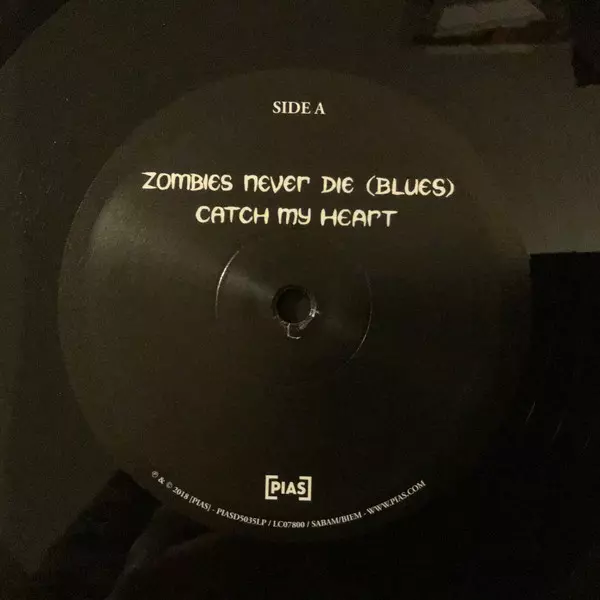 SIDE A
ZOMBIES NEVER DIE (BLUES)
CATCH MY HEART
[PIAS]
℗ & © 2018 [PIAS] - PIASD5035LP / LC07800 / SABAM/BIEM - WWW.PIAS.COM